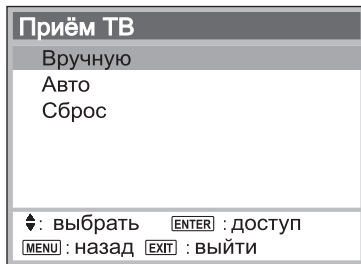 Приём ТВ
Вручную
Авто
Сброс
: выбрать ENTER : доступ
MENU : назад EXIT : выйти